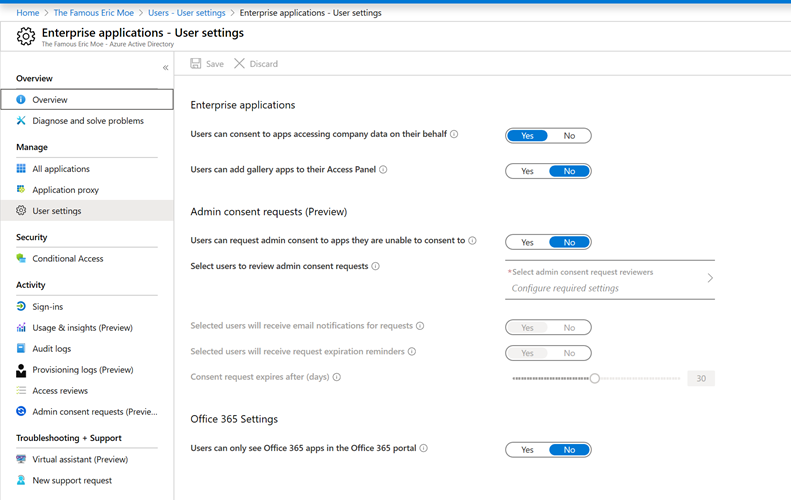 Home > The Famous Eric Moe > Users - User settings > Enterprise applications - User settings
Enterprise applications - User settings
The Famous Eric Moe - Azure Active Directory
«
Overview
Overview
Diagnose and solve problems
Manage
All applications
Application proxy
User settings
Security
Conditional Access
Activity
Sign-ins
Usage & insights (Preview)
Audit logs
Provisioning logs (Preview)
Access reviews
Admin consent requests (Previe...
Troubleshooting + Support
Virtual assistant (Preview)
New support request
Save Discard
Enterprise applications
Users can consent to apps accessing company data on their behalf Yes No
Users can add gallery apps to their Access Panel Yes No
Admin consent requests (Preview)
Users can request admin consent to apps they are unable to consent to Yes No
Select users to review admin consent requests
*Select admin consent request reviewers
Configure required settings
Selected users will receive email notifications for requests Yes No
Selected users will receive request expiration reminders Yes No
Consent request expires after (days) 30
Office 365 Settings
Users can only see Office 365 apps in the Office 365 portal Yes No